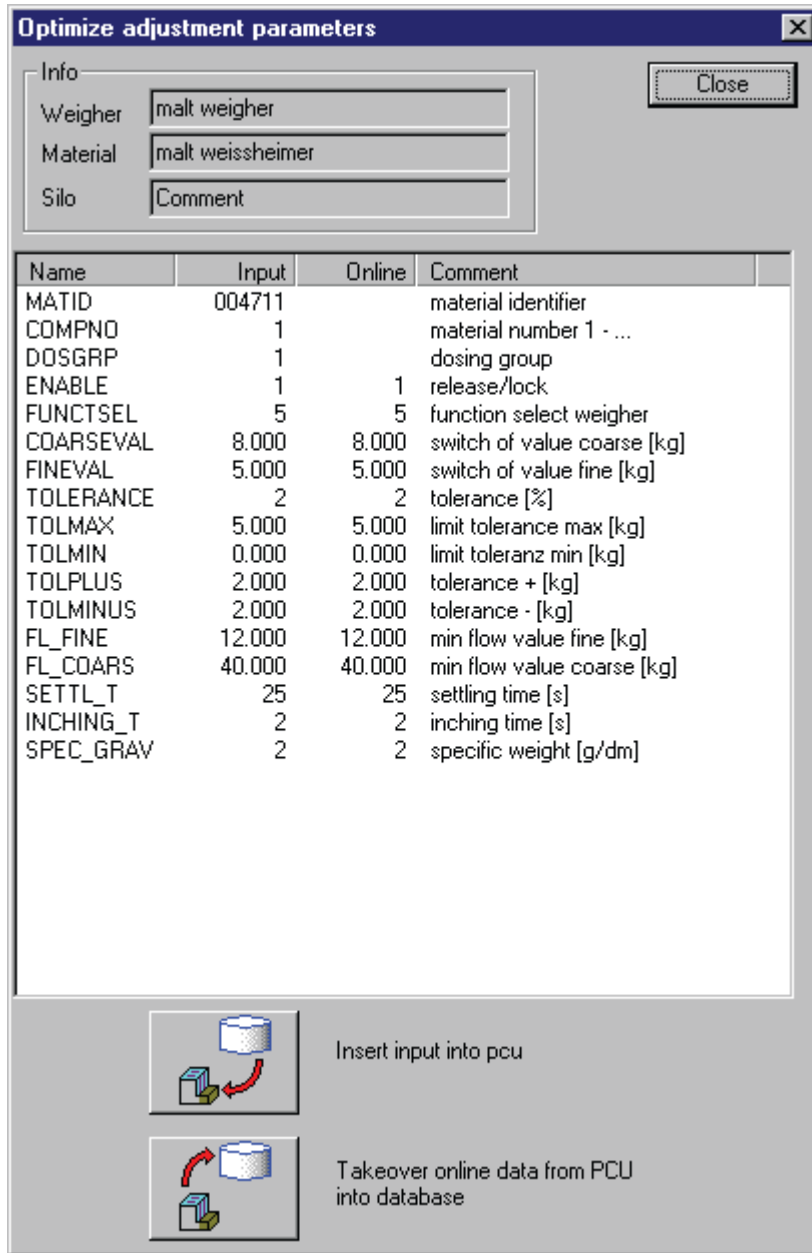 Optimize adjustment parameters
Info
Close
Weigher malt weigher
Material malt weissheimer
Silo Comment
Name Input Online Comment
MATID 004711 material identifier
COMPNO 1 material number 1 - ...
DOSGRP 1 dosing group
ENABLE 1 1 release/lock
FUNCTSEL 5 5 function select weigher
COARSEVAL 8.000 8.000 switch of value coarse [kg]
FINEVAL 5.000 5.000 switch of value fine [kg]
TOLERANCE 2 2 tolerance [%]
TOLMAX 5.000 5.000 limit tolerance max [kg]
TOLMIN 0.000 0.000 limit toleranz min [kg]
TOLPLUS 2.000 2.000 tolerance + [kg]
TOLMINUS 2.000 2.000 tolerance - [kg]
FL_FINE 12.000 12.000 min flow value fine [kg]
FL_COARS 40.000 40.000 min flow value coarse [kg]
SETTL_T 25 25 settling time [s]
INCHING_T 2 2 inching time [s]
SPEC_GRAV 2 2 specific weight [g/dm]
Insert input into pcu
Takeover online data from PCU
into database